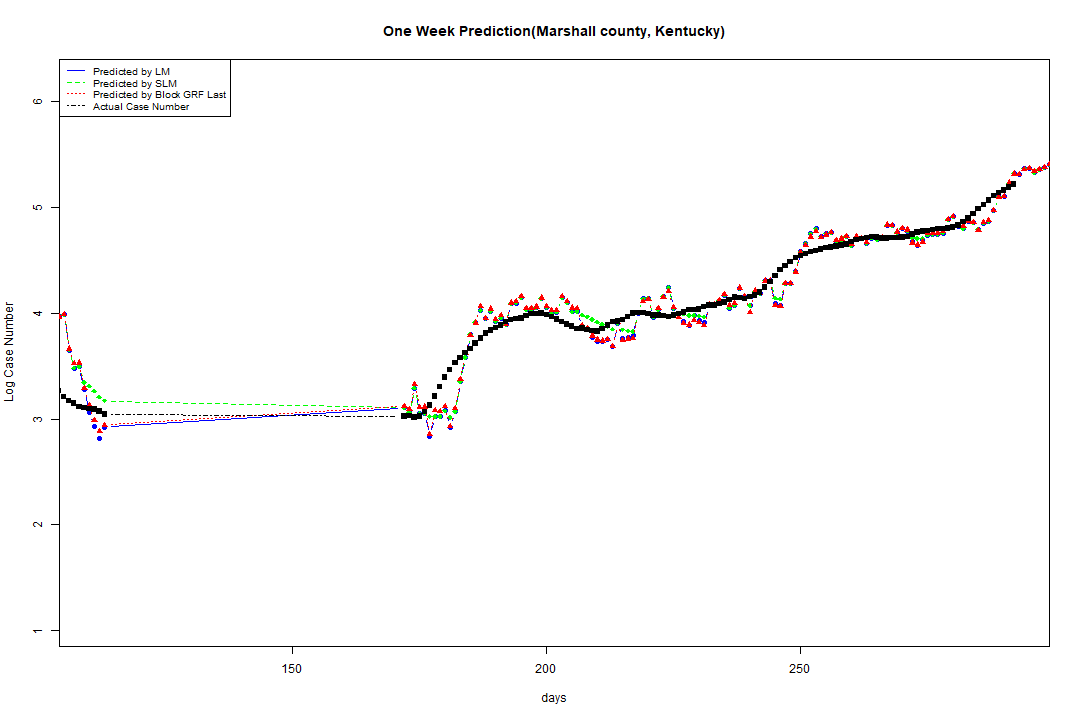 One Week Prediction(Marshall county, Kentucky)
Predicted by LM
Predicted by SLM
Predicted by Block GRF Last
Actual Case Number
6
5
4
3
2
1
Log Case Number
150 200 250
days